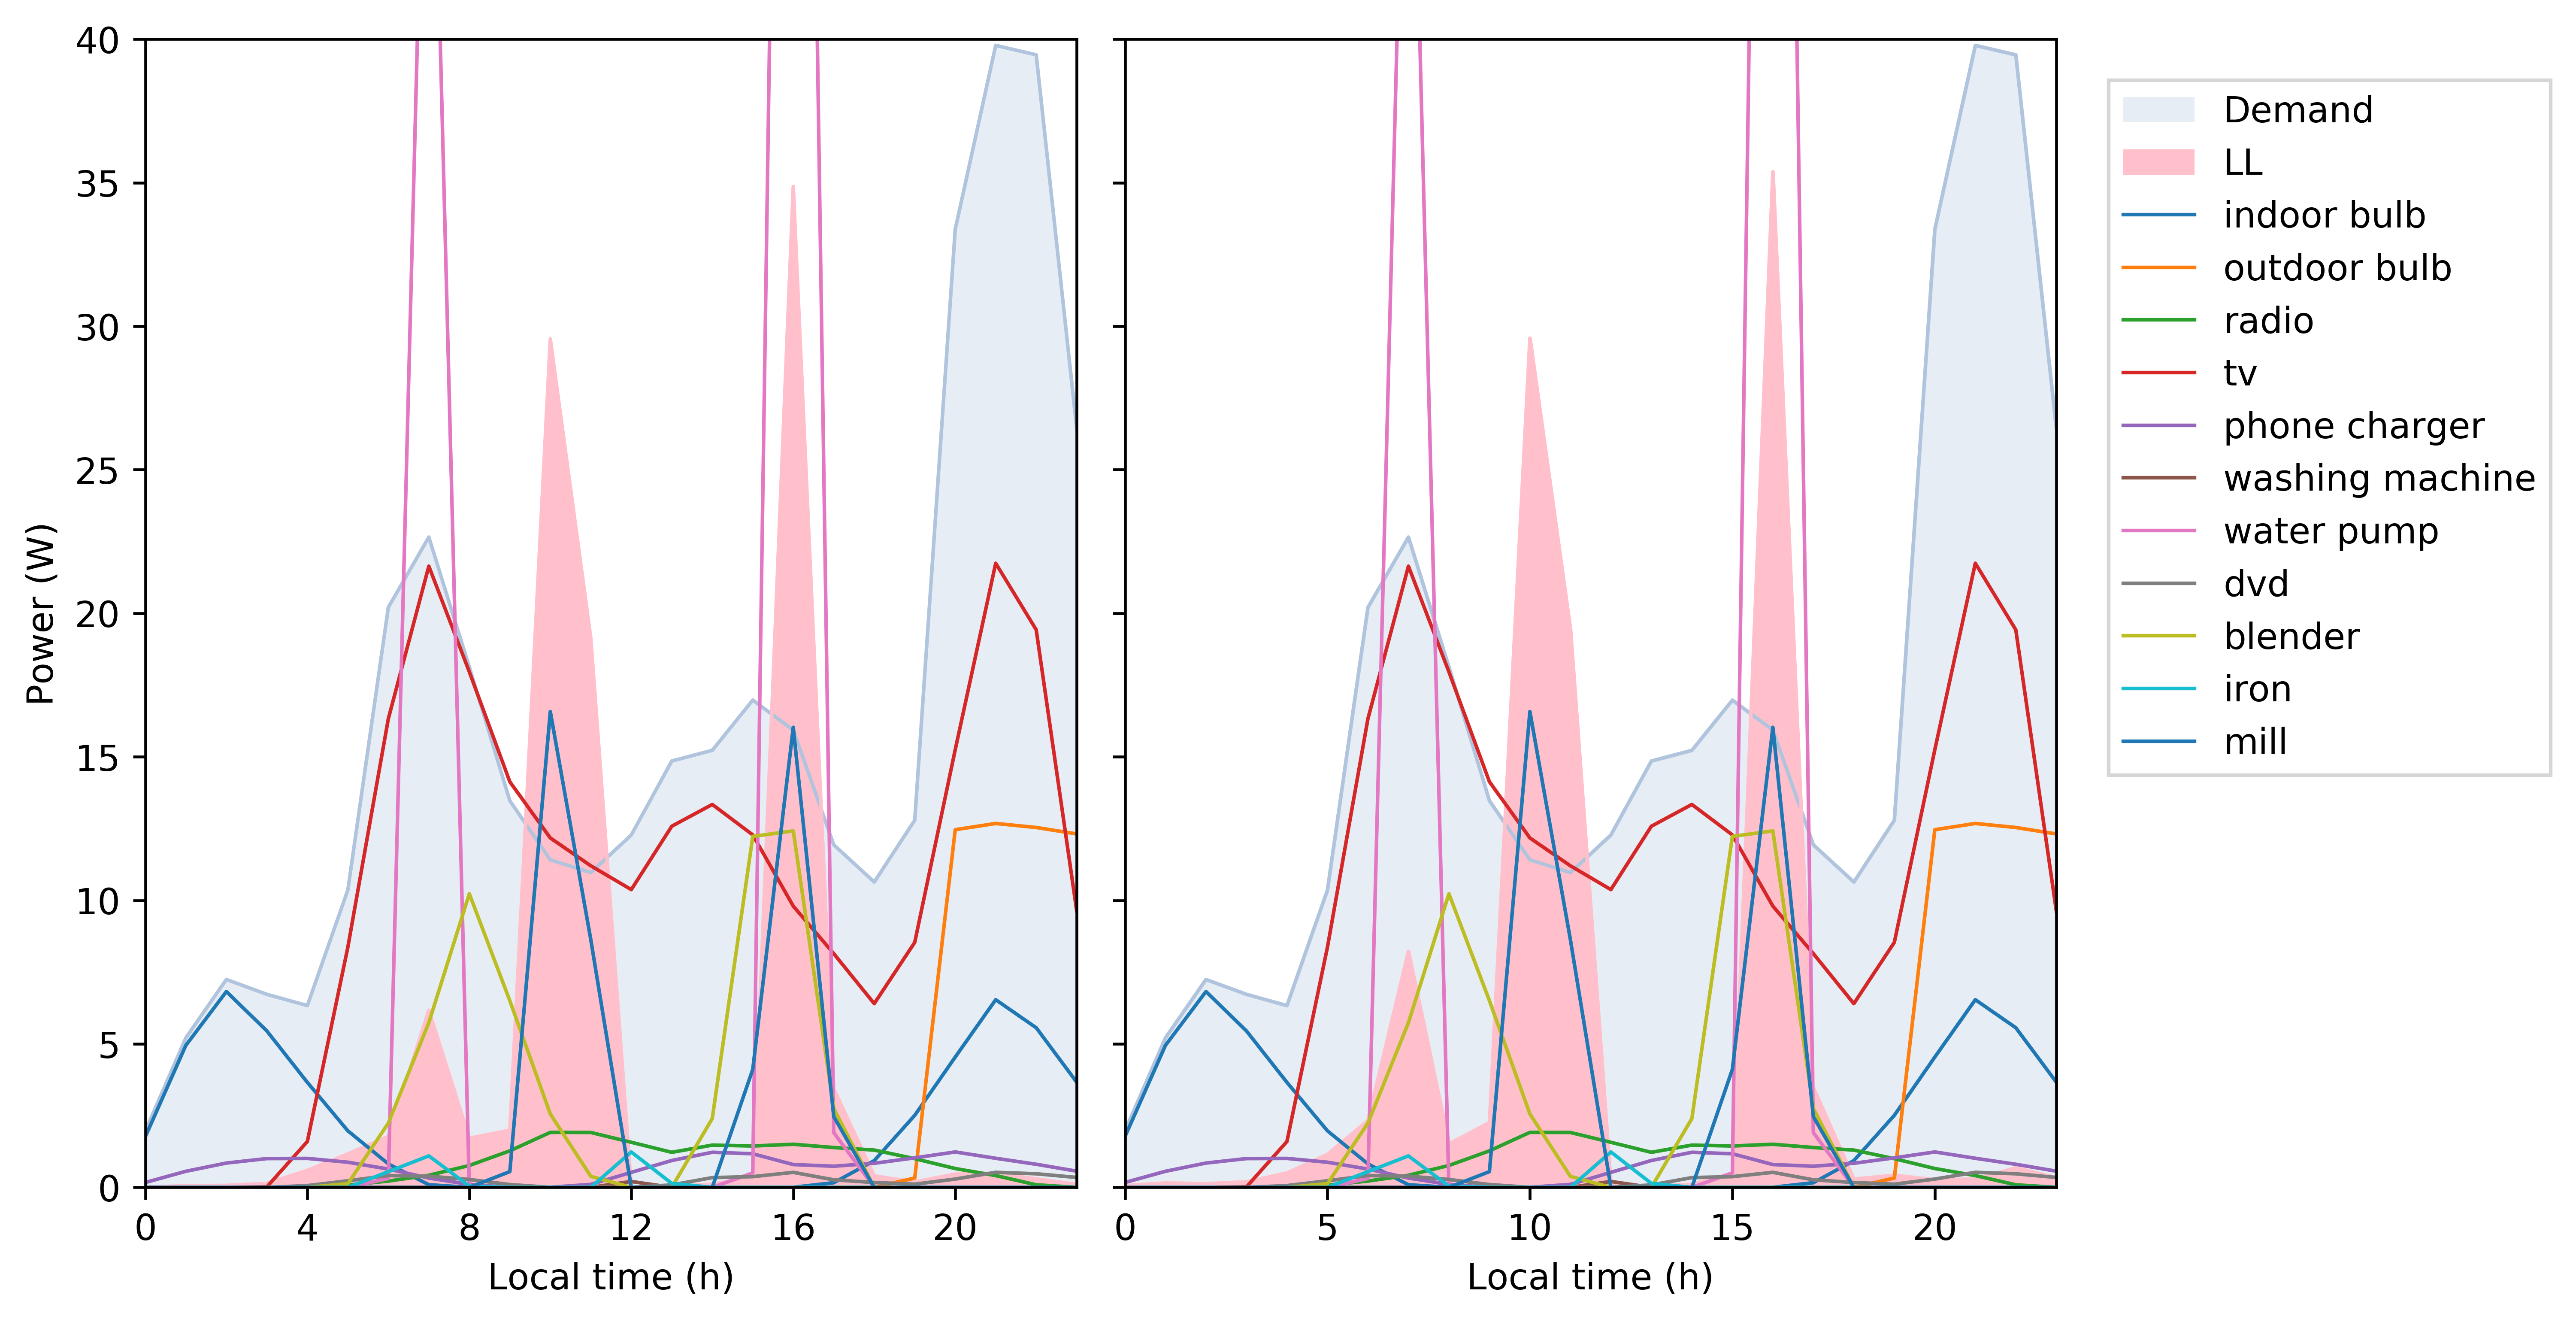 40
35
30
25
20
15
10
5
0
Power (W)
0 4 8 12 16 20
Local time (h)
0 5 10 15 20
Local time (h)
Demand
LL
indoor bulb
outdoor bulb
radio
tv
phone charger
washing machine
water pump
dvd
blender
iron
mill